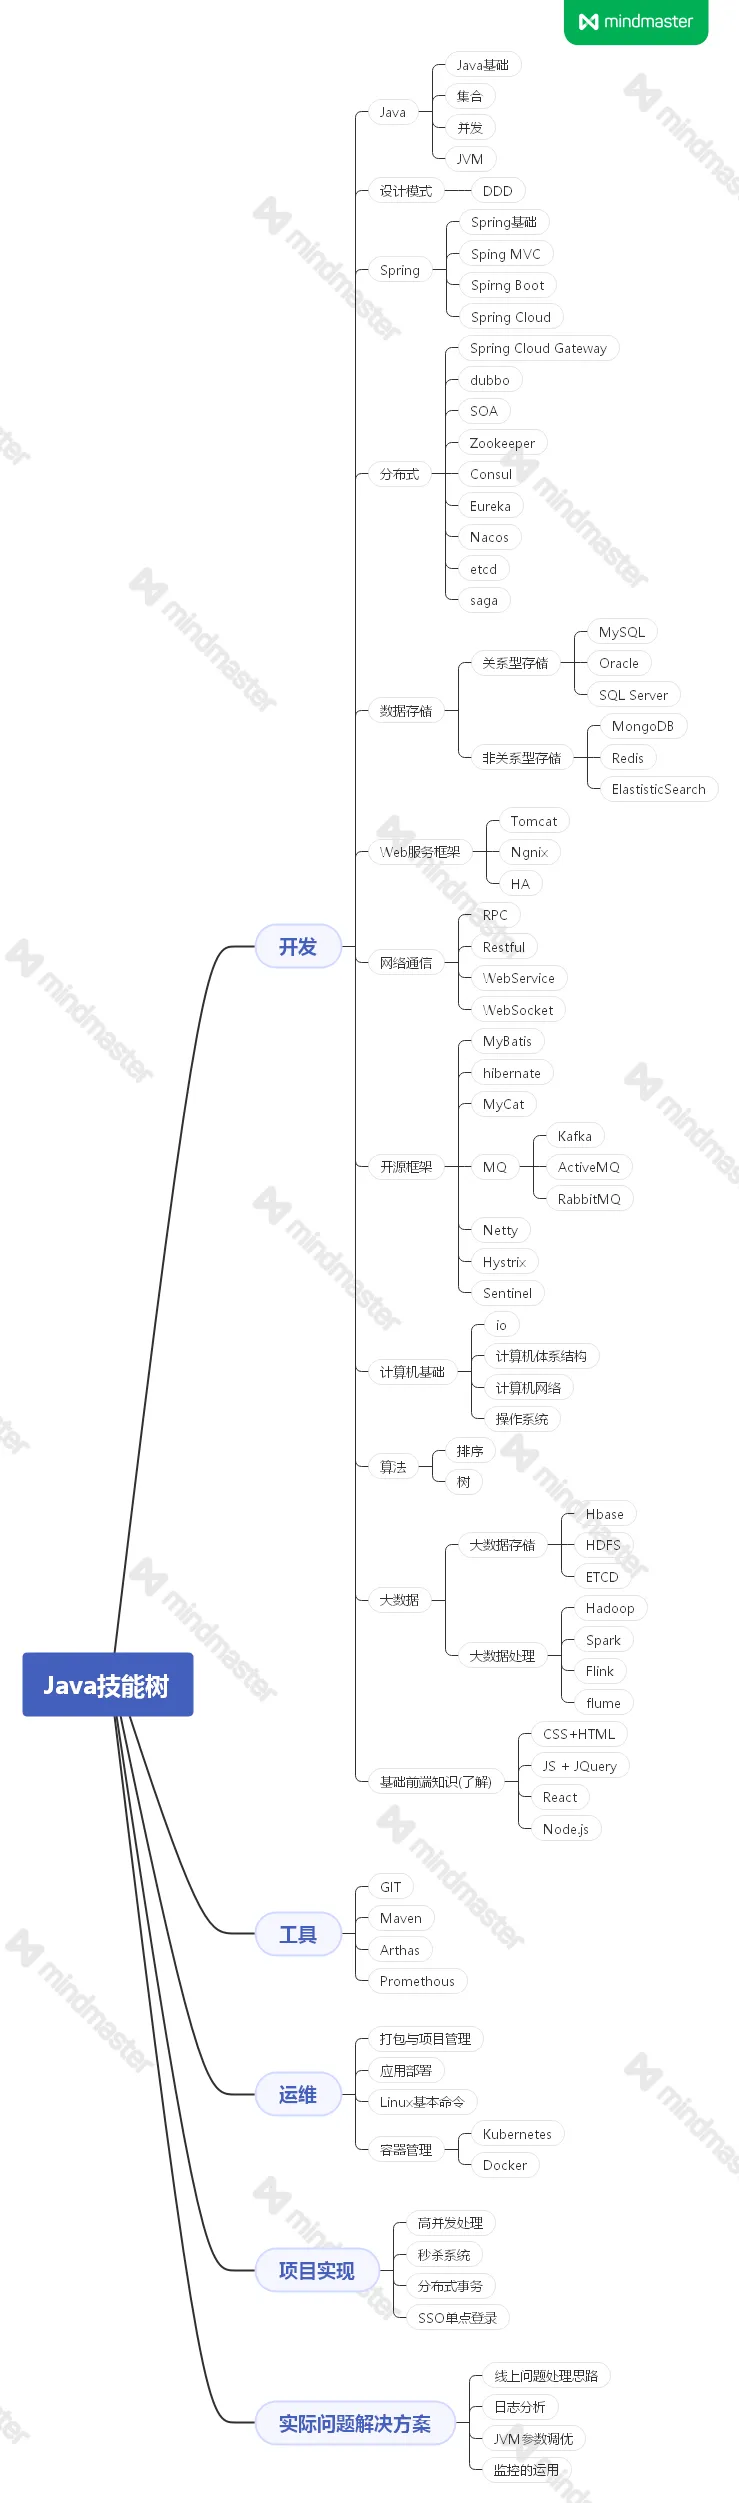 mindmaster
Java技能树
开发
Java
Java基础
集合
并发
JVM
设计模式
DDD
Spring
Spring基础
Sping MVC
Spirng Boot
Spring Cloud
分布式
Spring Cloud Gateway
dubbo
SOA
Zookeeper
Consul
Eureka
Nacos
etcd
saga
数据存储
关系型存储
MySQL
Oracle
SQL Server
非关系型存储
MongoDB
Redis
ElastisticSearch
Web服务框架
Tomcat
Ngnix
HA
网络通信
RPC
Restful
WebService
WebSocket
开源框架
MyBatis
hibernate
MyCat
MQ
Kafka
ActiveMQ
RabbitMQ
Netty
Hystrix
Sentinel
计算机基础
io
计算机体系结构
计算机网络
操作系统
算法
排序
树
大数据
大数据存储
Hbase
HDFS
ETCD
大数据处理
Hadoop
Spark
Flink
flume
基础前端知识(了解)
CSS+HTML
JS + JQuery
React
Node.js
工具
GIT
Maven
Arthas
Promethous
运维
打包与项目管理
应用部署
Linux基本命令
容器管理
Kubernetes
Docker
项目实现
高并发处理
秒杀系统
分布式事务
SSO单点登录
实际问题解决方案
线上问题处理思路
日志分析
JVM参数调优
监控的运用